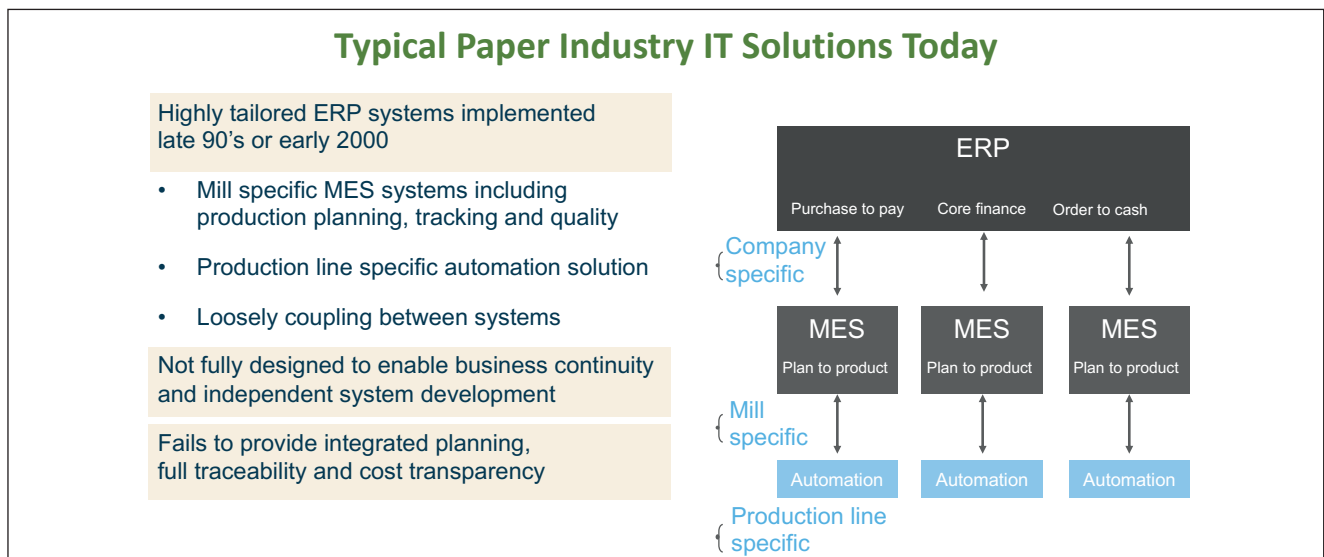 Typical Paper Industry IT Solutions Today
Highly tailored ERP systems implemented
late 90's or early 2000
• Mill specific MES systems including
production planning, tracking and quality
• Production line specific automation solution
• Loosely coupling between systems
Not fully designed to enable business continuity
and independent system development
Fails to provide integrated planning,
full traceability and cost transparency
ERP
Purchase to pay Core finance Order to cash
Company
specific
MES MES MES
Plan to product Plan to product Plan to product
Mill
specific
Automation Automation Automation
Production line
specific